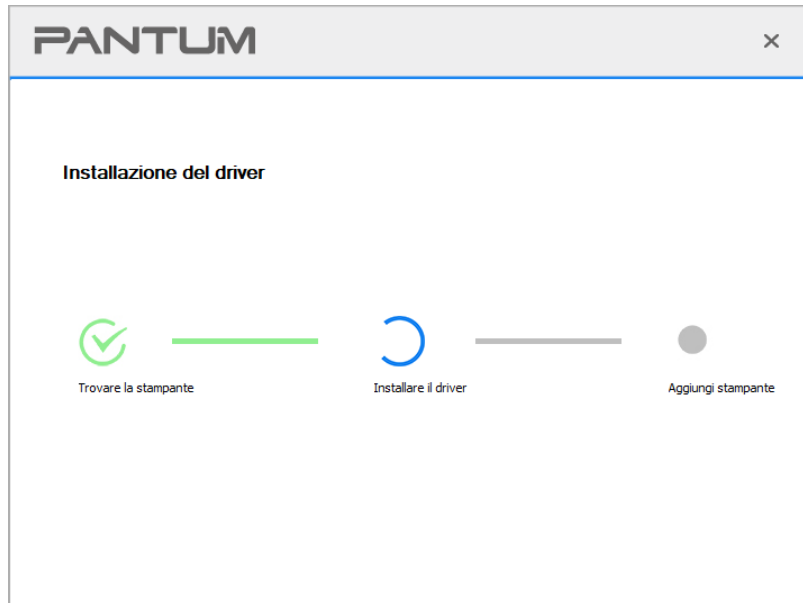 PANTUM
Installazione del driver
Trovare la stampante
Installare il driver
Aggiungi stampante